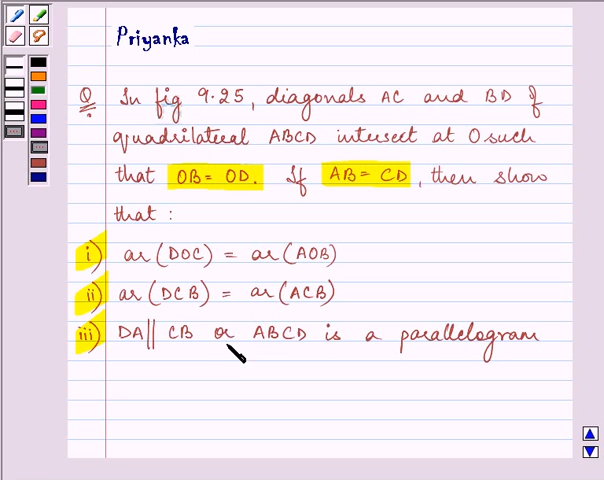 Priyanka
Q. In fig 9.25, diagonals AC and BD of
quadrilateral ABCD intersect at O such
that OB = OD. If AB = CD, then show
that :
i) ar (DOC) = ar (AOB)
ii) ar (DCB) = ar (ACB)
iii) DA || CB or ABCD is a parallelogram